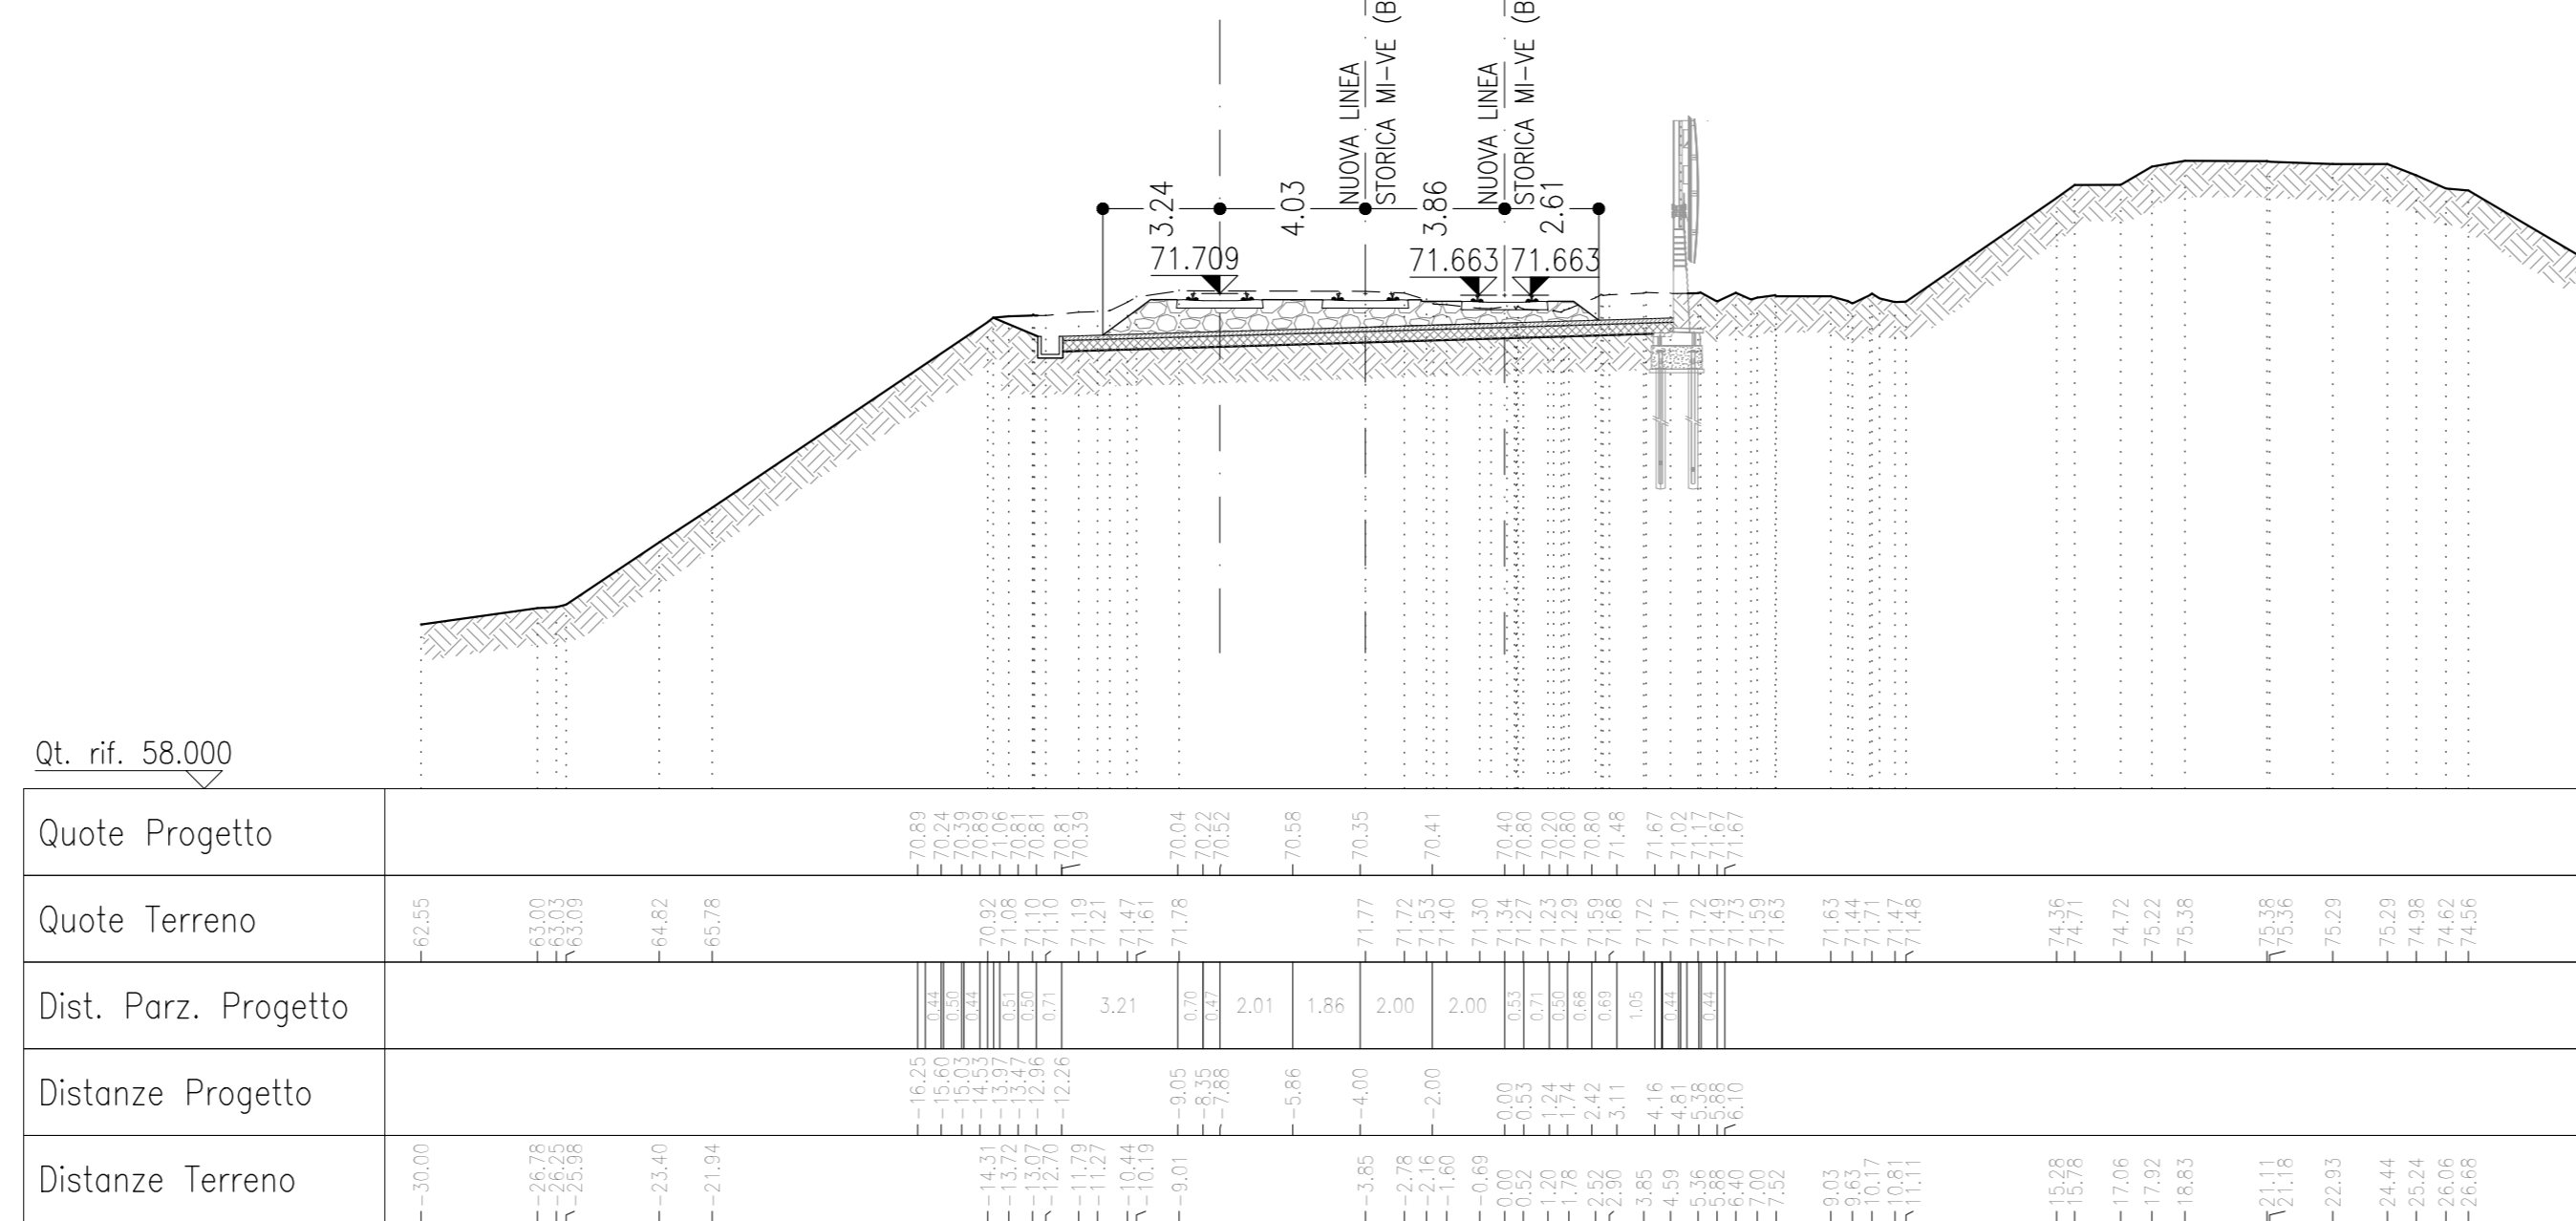 NUOVA LINEA
STORICA MI-VE (B
NUOVA LINEA
STORICA MI-VE (B
3.24 4.03 3.86 2.61
71.709 71.663 71.663
Qt. rif. 58.000
Quote Progetto
70.89 70.24 70.39 70.89 71.06 70.81 70.81 70.81 70.39 70.04 70.22 70.52 70.58 70.35 70.41 70.40 70.80 70.20 70.80 70.80 71.48 71.67 71.02 71.17 71.67 71.67
Quote Terreno
62.55 63.00 63.03 63.09 64.82 65.78 70.92 71.08 71.10 71.10 71.19 71.21 71.47 71.61 71.78 71.77 71.72 71.53 71.40 71.30 71.34 71.27 71.23 71.29 71.59 71.68 71.72 71.71 71.72 71.49 71.73 71.59 71.63 71.63 71.44 71.71 71.47 71.48 74.36 74.71 74.72 75.22 75.38 75.38 75.36 75.29 75.29 74.98 74.62 74.56
Dist. Parz. Progetto
0.44 0.50 0.44 0.51 0.50 0.71 3.21 0.70 0.47 2.01 1.86 2.00 2.00 0.53 0.71 0.50 0.68 0.69 1.05 0.44 0.44
Distanze Progetto
-16.25 -15.60 -15.03 -14.53 -13.97 -13.47 -12.96 -12.26 -9.05 -8.35 -7.88 -5.86 -4.00 -2.00 0.00 0.53 1.24 1.74 2.42 3.11 4.16 4.81 5.38 5.88 6.10
Distanze Terreno
-30.00 -26.78 -26.25 -25.98 -23.40 -21.94 -14.31 -13.72 -13.07 -12.70 -11.79 -11.27 -10.44 -10.19 -9.01 -3.85 -2.78 -2.16 -1.60 -0.69 0.00 0.52 1.20 1.78 2.52 2.90 3.85 4.59 5.36 5.88 6.40 7.00 7.52 9.03 9.63 10.17 10.81 11.11 15.28 15.78 17.06 17.92 18.83 21.11 21.18 22.93 24.44 25.24 26.06 26.68